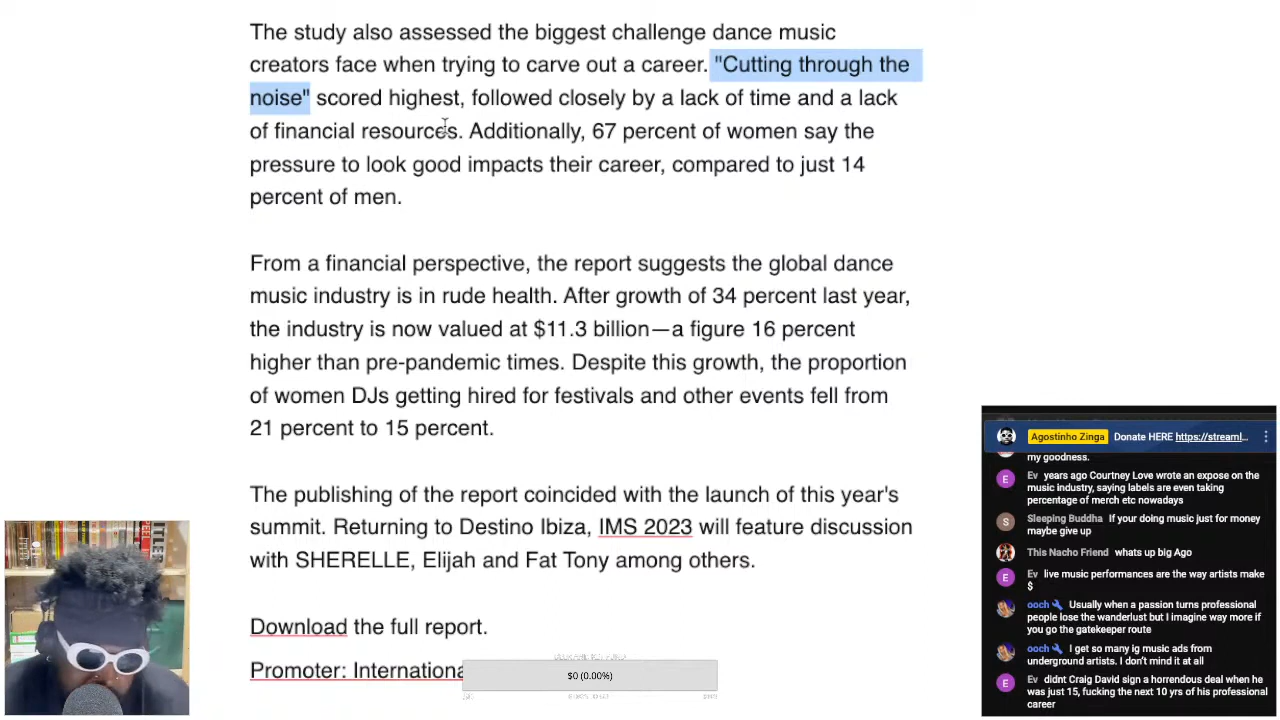 The study also assessed the biggest challenge dance music
creators face when trying to carve out a career. "Cutting through the
noise" scored highest, followed closely by a lack of time and a lack
of financial resources. Additionally, 67 percent of women say the
pressure to look good impacts their career, compared to just 14
percent of men.
From a financial perspective, the report suggests the global dance
music industry is in rude health. After growth of 34 percent last year,
the industry is now valued at $11.3 billion—a figure 16 percent
higher than pre-pandemic times. Despite this growth, the proportion
of women DJs getting hired for festivals and other events fell from
21 percent to 15 percent.
The publishing of the report coincided with the launch of this year's
summit. Returning to Destino Ibiza, IMS 2023 will feature discussion
with SHERELLE, Elijah and Fat Tony among others.
Download the full report.
Promoter: Internationa
$0 (0.00%)
Agostinho Zinga Donate HERE https://streaml...
my goodness.
Ev years ago Courtney Love wrote an expose on the
music industry, saying labels are even taking
percentage of merch etc nowadays
Sleeping Buddha If your doing music just for money
maybe give up
This Nacho Friend whats up big Ago
Ev live music performances are the way artists make
$
ooch Usually when a passion turns professional
people lose the wanderlust but I imagine way more if
you go the gatekeeper route
ooch I get so many ig music ads from
underground artists. I don't mind it at all
Ev didnt Craig David sign a horrendous deal when he
was just 15, fucking the next 10 yrs of his professional
career